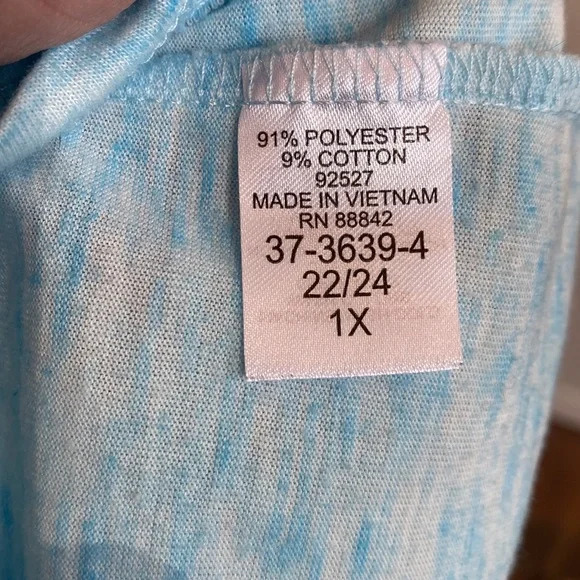 91% POLYESTER
9% COTTON
92527
MADE IN VIETNAM
RN 88842
37-3639-4
22/24
1X